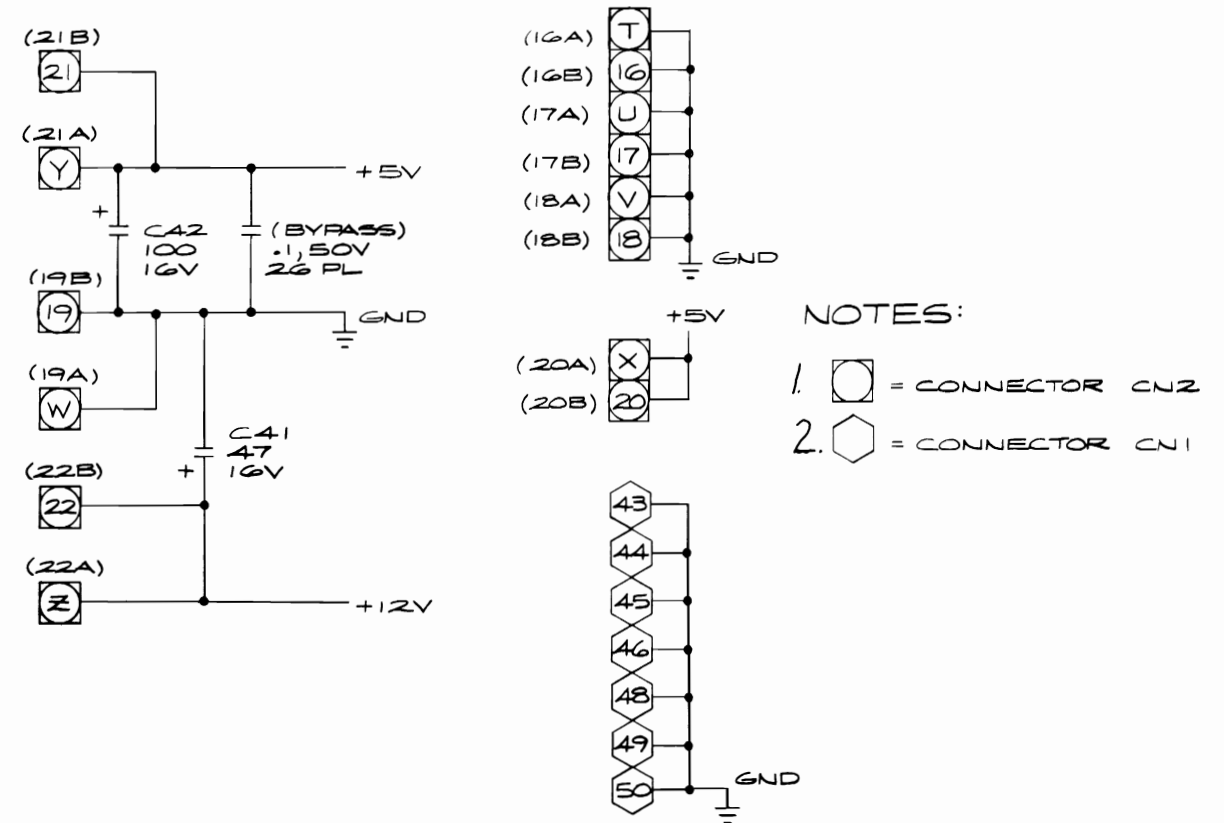 (21B)
21
(21A)
Y
+5V
+
C42
100
16V
(BYPASS)
.1, 50V
26 PL
(19B)
19
GND
(19A)
W
C41
47
16V
+
(22B)
22
(22A)
Z
+12V
(16A) T
(16B) 16
(17A) U
(17B) 17
(18A) V
(18B) 18
GND
+5V
(20A) X
(20B) 20
43
44
45
46
48
49
50
GND
NOTES:
1. = CONNECTOR CN2
2. = CONNECTOR CN1